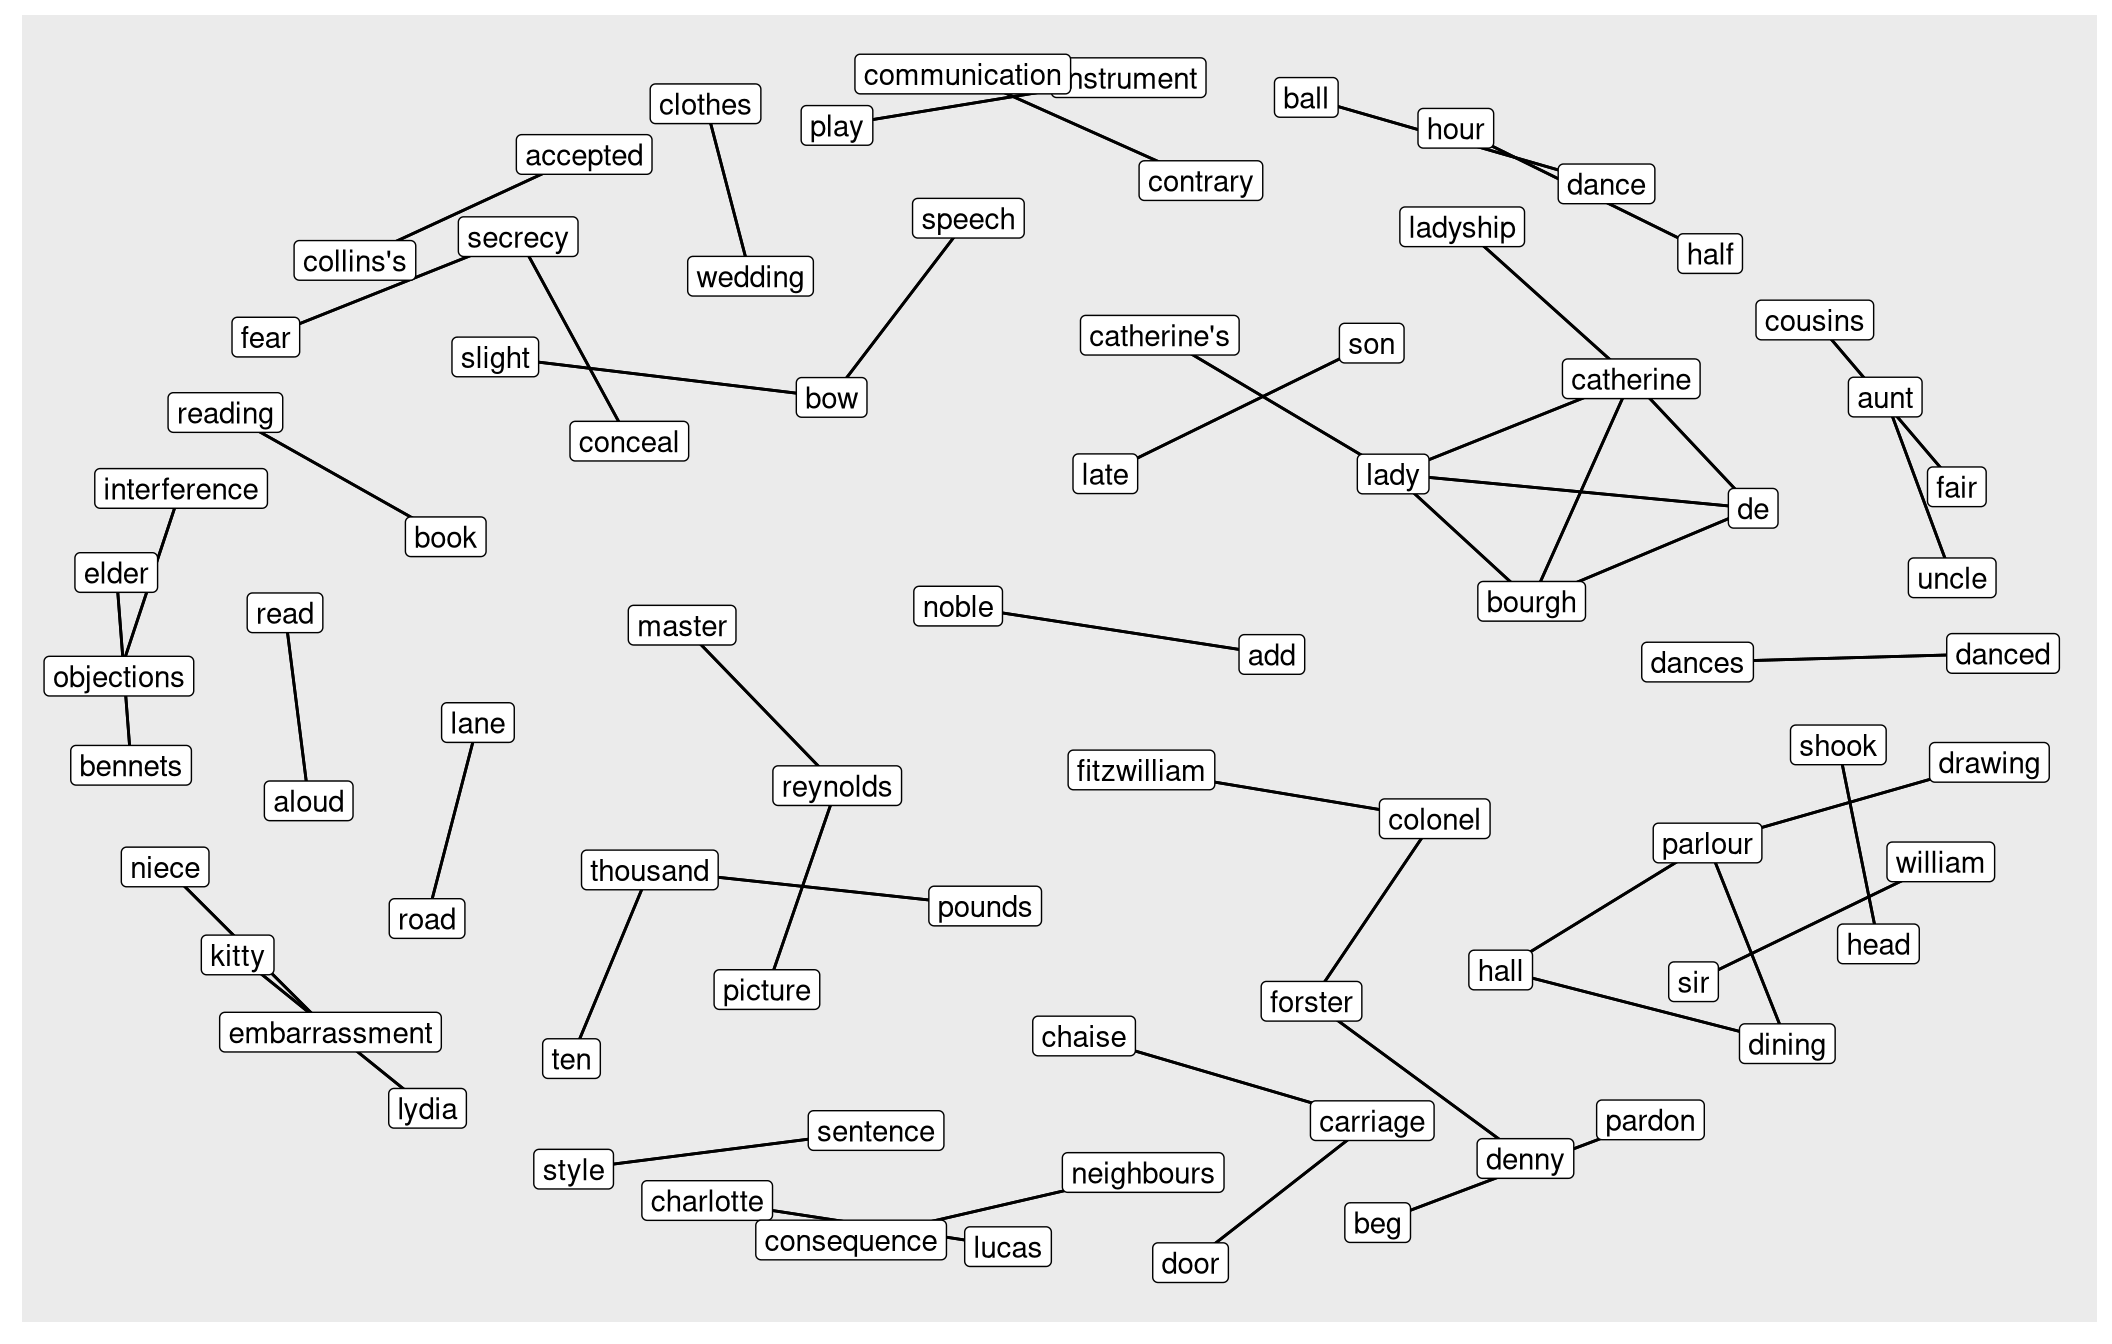 communication
nstrument
clothes
ball
play
hour
accepted
contrary
dance
speech
ladyship
secrecy
half
collins's
wedding
cousins
catherine's
son
fear
slight
catherine
bow
aunt
reading
conceal
late
lady
interference
fair
de
book
elder
uncle
bourgh
noble
read
master
add
danced
dances
objections
lane
shook
drawing
bennets
fitzwilliam
reynolds
aloud
colonel
parlour
william
niece
thousand
pounds
road
head
kitty
hall
sir
picture
forster
embarrassment
chaise
dining
ten
lydia
pardon
carriage
sentence
denny
style
neighbours
charlotte
beg
consequence
lucas
door